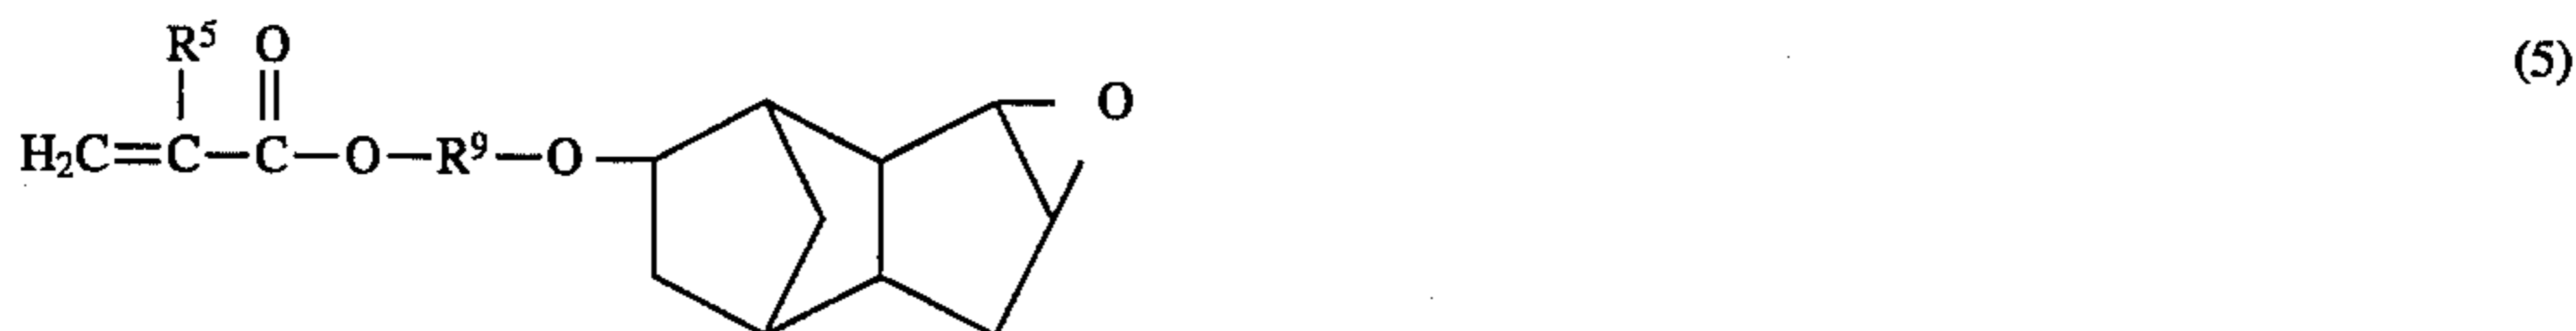 R⁵ O (5)
O
H₂C=C—C—O—R⁹—O